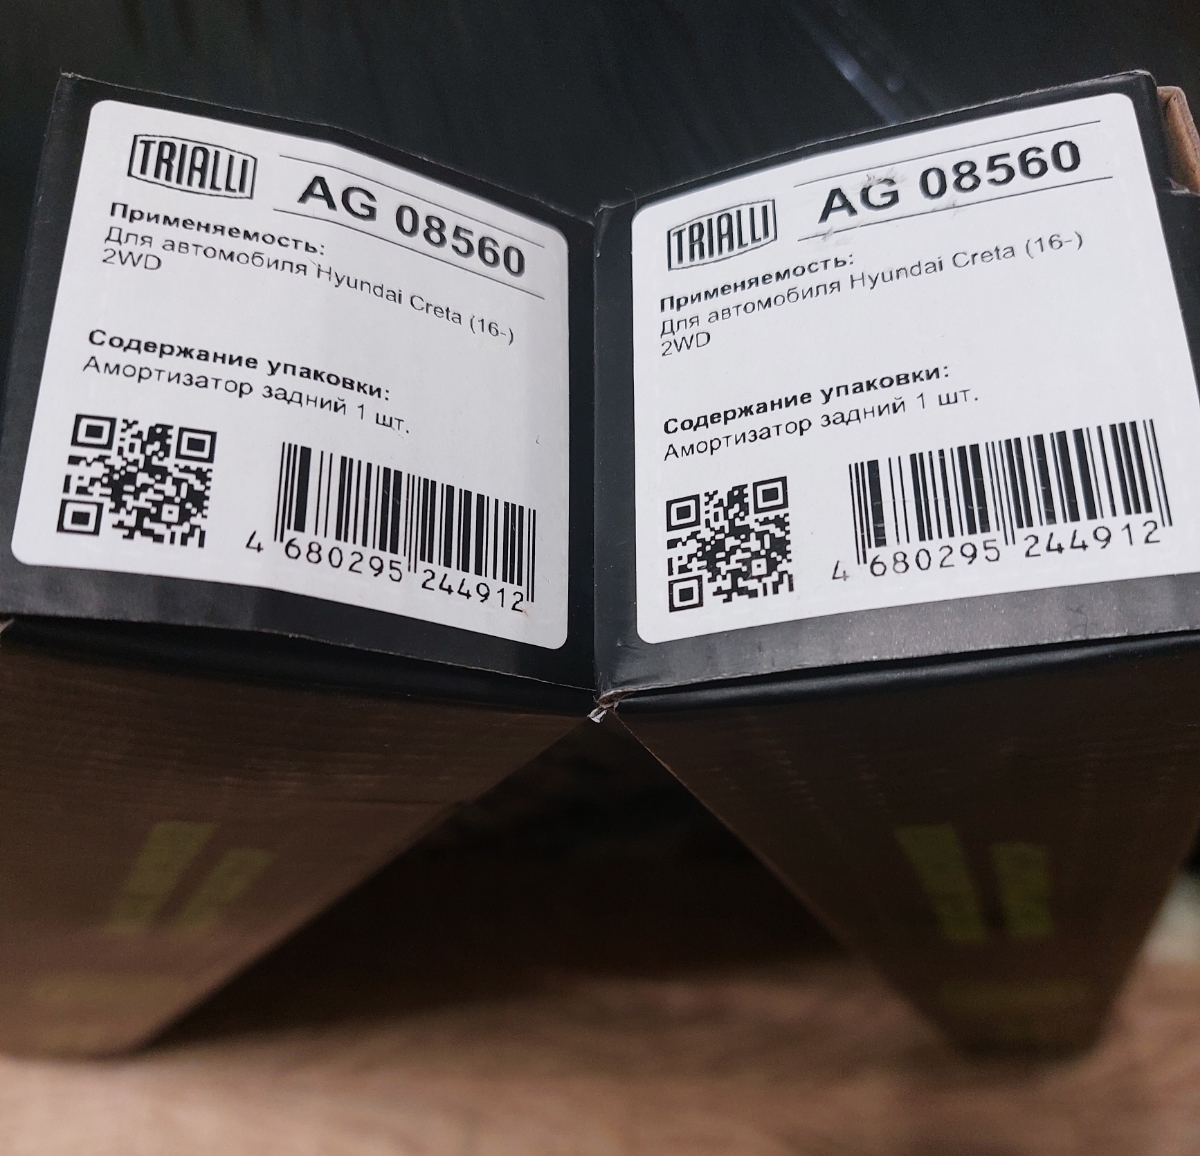 TRIALLI
AG 08560
Применяемость:
Для автомобиля Hyundai Creta (16-)
2WD
Содержание упаковки:
Амортизатор задний 1 шт.
4 680295 244912
TRIALLI
AG 08560
Применяемость:
Для автомобиля Hyundai Creta (16-)
2WD
Содержание упаковки:
Амортизатор задний 1 шт.
4 680295 244912